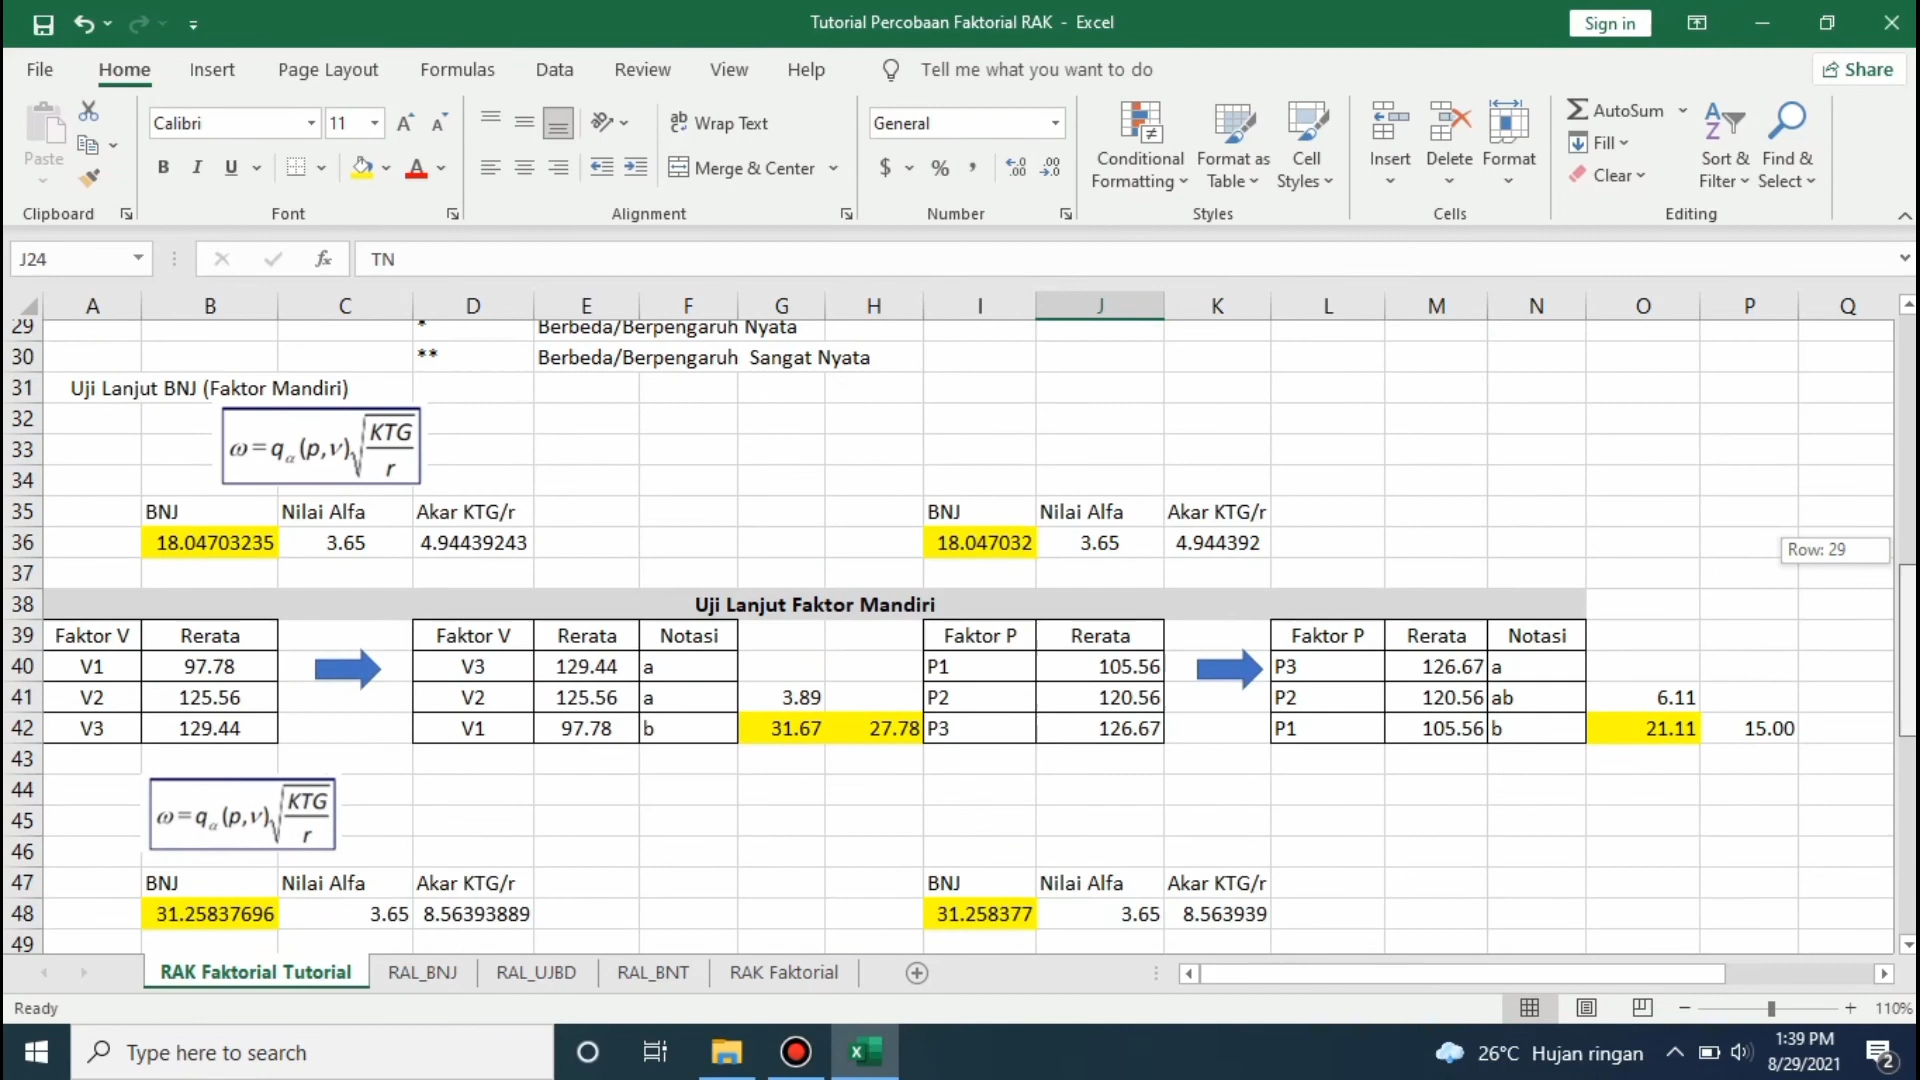 Tutorial Percobaan Faktorial RAK - Excel
Sign in
File Home Insert Page Layout Formulas Data Review View Help Tell me what you want to do Share
Paste
Calibri 11
Wrap Text
General
Conditional Formatting
Format as Table
Cell Styles
Insert Delete Format
AutoSum
Fill
Clear
Sort & Filter
Find & Select
B I U A
Merge & Center
$ % ,
Clipboard Font Alignment Number Styles Cells Editing
J24 fx TN
A B C D E F G H I J K L M N O P Q
29 * Berbeda/Berpengaruh Nyata
30 ** Berbeda/Berpengaruh Sangat Nyata
31 Uji Lanjut BNJ (Faktor Mandiri)
32
33 ω = qα (p,v) √KTG/r
34
35 BNJ Nilai Alfa Akar KTG/r BNJ Nilai Alfa Akar KTG/r
36 18.04703235 3.65 4.94439243 18.047032 3.65 4.944392
Row: 29
37
38 Uji Lanjut Faktor Mandiri
39 Faktor V Rerata Faktor V Rerata Notasi Faktor P Rerata Faktor P Rerata Notasi
40 V1 97.78 V3 129.44 a P1 105.56 P3 126.67 a
41 V2 125.56 V2 125.56 a 3.89 P2 120.56 P2 120.56 ab 6.11
42 V3 129.44 V1 97.78 b 31.67 27.78 P3 126.67 P1 105.56 b 21.11 15.00
43
44
45 ω = qα (p,v) √KTG/r
46
47 BNJ Nilai Alfa Akar KTG/r BNJ Nilai Alfa Akar KTG/r
48 31.25837696 3.65 8.56393889 31.258377 3.65 8.563939
49
RAK Faktorial Tutorial RAL_BNJ RAL_UJBD RAL_BNT RAK Faktorial
Ready 110%
Type here to search
26°C Hujan ringan
1:39 PM
8/29/2021
2